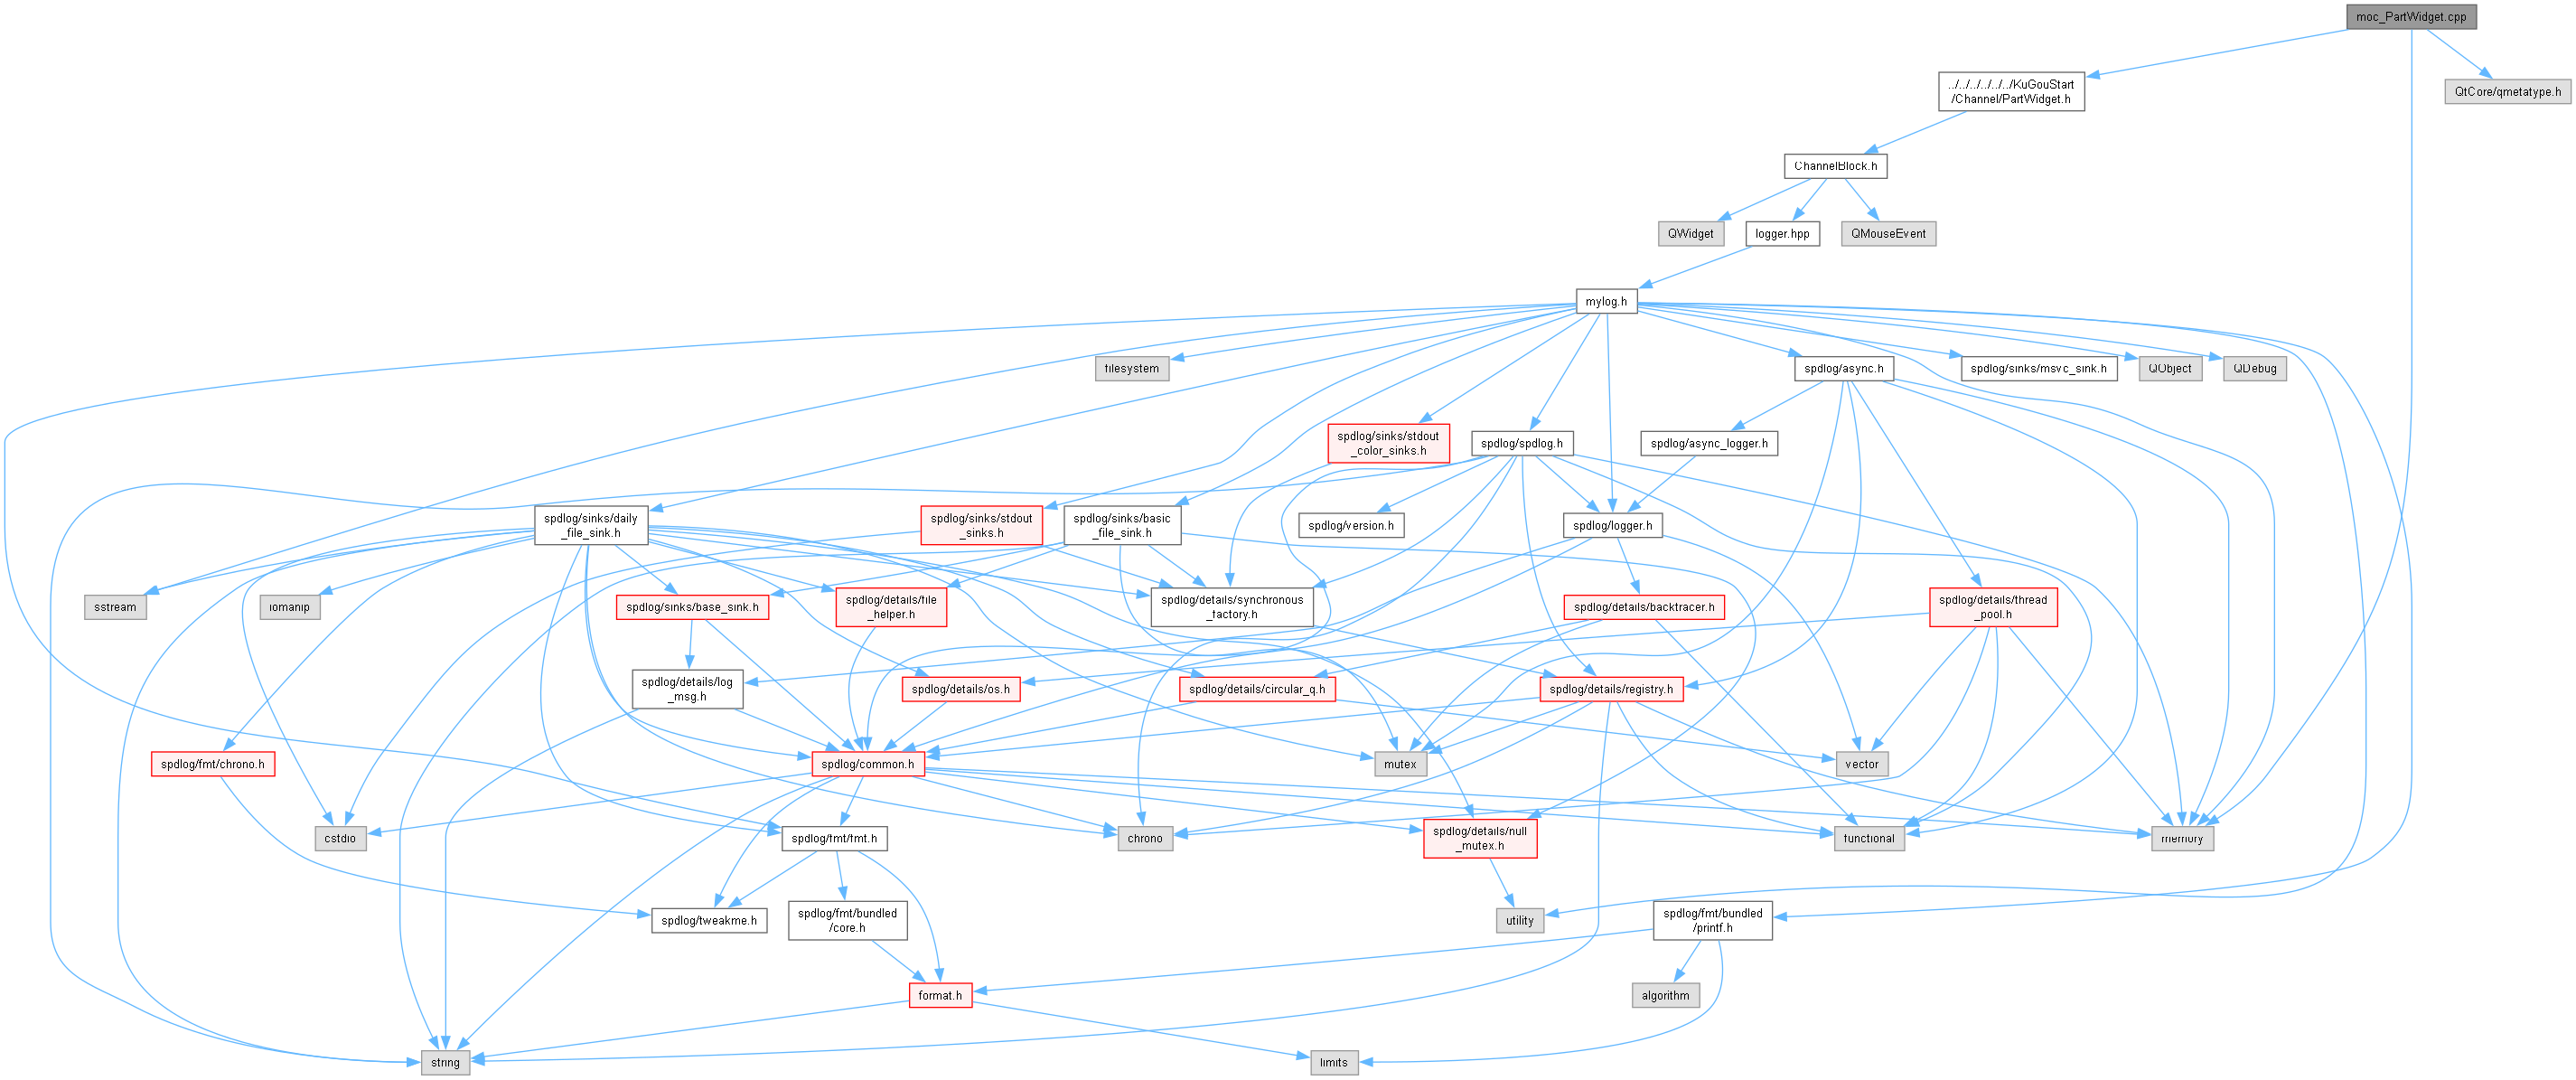 moc_PartWidget.cpp
../../../../../../KuGouStart
/Channel/PartWidget.h
QtCore/qmetatype.h
ChannelBlock.h
QWidget
logger.hpp
QMouseEvent
mylog.h
filesystem
spdlog/async.h
spdlog/sinks/msvc_sink.h
QObject
QDebug
spdlog/sinks/stdout
_color_sinks.h
spdlog/spdlog.h
spdlog/async_logger.h
spdlog/sinks/daily
_file_sink.h
spdlog/sinks/stdout
_sinks.h
spdlog/sinks/basic
_file_sink.h
spdlog/version.h
spdlog/logger.h
sstream
iomanip
spdlog/sinks/base_sink.h
spdlog/details/file
_helper.h
spdlog/details/synchronous
_factory.h
spdlog/details/backtracer.h
spdlog/details/thread
_pool.h
spdlog/details/log
_msg.h
spdlog/details/os.h
spdlog/details/circular_q.h
spdlog/details/registry.h
spdlog/fmt/chrono.h
spdlog/common.h
mutex
vector
cstdio
spdlog/fmt/fmt.h
chrono
spdlog/details/null
_mutex.h
functional
memory
spdlog/tweakme.h
spdlog/fmt/bundled
/core.h
utility
spdlog/fmt/bundled
/printf.h
format.h
algorithm
string
limits